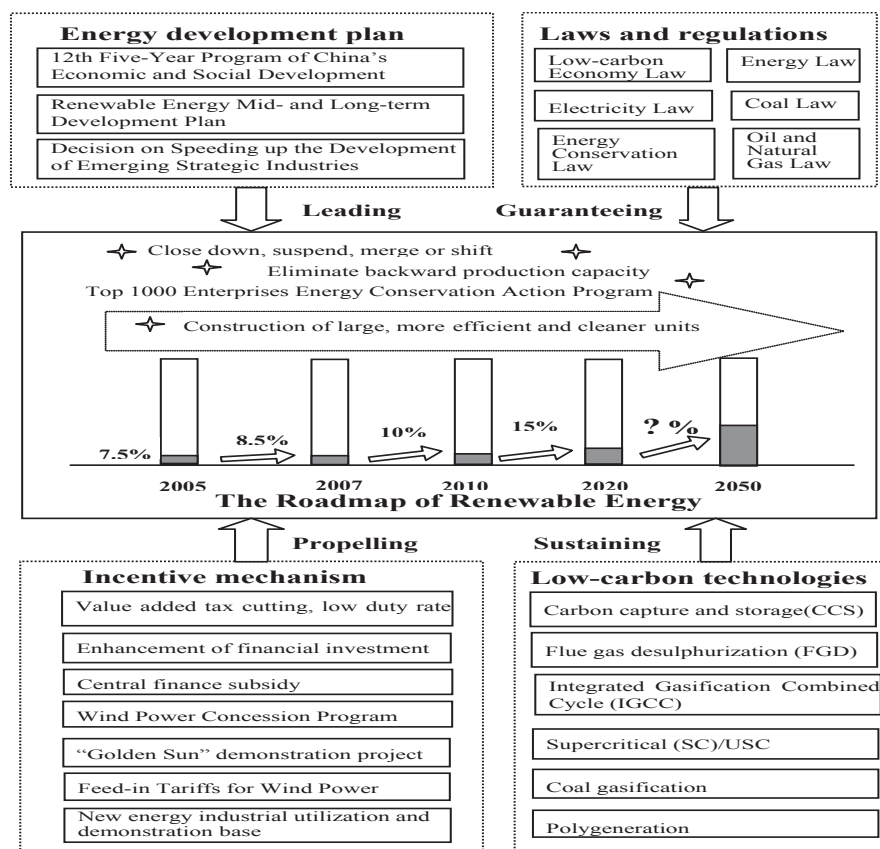 Energy development plan
12th Five-Year Program of China's
Economic and Social Development
Renewable Energy Mid- and Long-term
Development Plan
Decision on Speeding up the Development
of Emerging Strategic Industries
Laws and regulations
Low-carbon
Economy Law
Energy Law
Electricity Law
Coal Law
Energy
Conservation
Law
Oil and
Natural
Gas Law
Leading
Guaranteeing
Close down, suspend, merge or shift
Eliminate backward production capacity
Top 1000 Enterprises Energy Conservation Action Program
Construction of large, more efficient and cleaner units
7.5%
8.5%
10%
15%
? %
2005
2007
2010
2020
2050
The Roadmap of Renewable Energy
Propelling
Sustaining
Incentive mechanism
Value added tax cutting, low duty rate
Enhancement of financial investment
Central finance subsidy
Wind Power Concession Program
“Golden Sun” demonstration project
Feed-in Tariffs for Wind Power
New energy industrial utilization and
demonstration base
Low-carbon technologies
Carbon capture and storage(CCS)
Flue gas desulphurization (FGD)
Integrated Gasification Combined
Cycle (IGCC)
Supercritical (SC)/USC
Coal gasification
Polygeneration